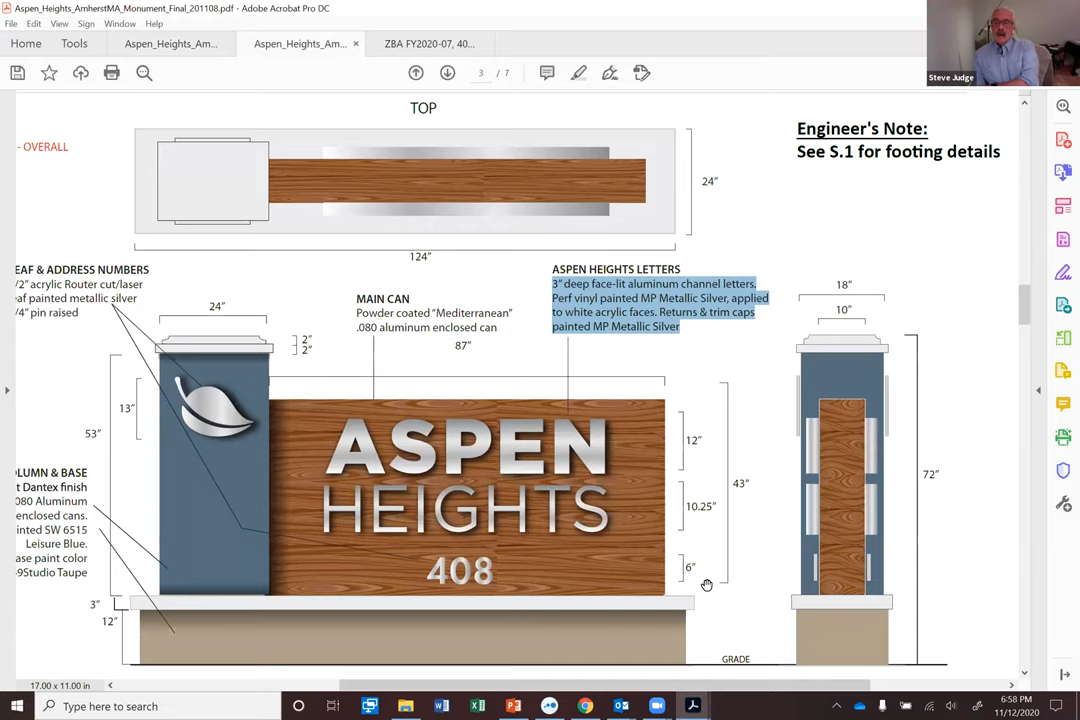 Aspen_Heights_AmherstMA_Monument_Final_201108.pdf - Adobe Acrobat Pro DC
File Edit View Sign Window Help
Home Tools Aspen_Heights_Am... Aspen_Heights_Am... × ZBA FY2020-07, 40...
3 / 7
Steve Judge
TOP
Engineer's Note:
See S.1 for footing details
- OVERALL
24"
124"
EAF & ADDRESS NUMBERS
/2" acrylic Router cut/laser
eaf painted metallic silver
/4" pin raised
ASPEN HEIGHTS LETTERS
3" deep face-lit aluminum channel letters.
Perf vinyl painted MP Metallic Silver, applied
to white acrylic faces. Returns & trim caps
painted MP Metallic Silver
MAIN CAN
Powder coated "Mediterranean"
.080 aluminum enclosed can
24"
87"
2"
2"
18"
10"
13"
53"
ASPEN
HEIGHTS
408
12"
10.25"
6"
43"
72"
OLUMN & BASE
t Dantex finish
080 Aluminum
enclosed cans.
inted SW 6515
Leisure Blue.
ase paint color
-9Studio Taupe
3"
12"
GRADE
17.00 x 11.00 in
Type here to search
6:58 PM
11/12/2020